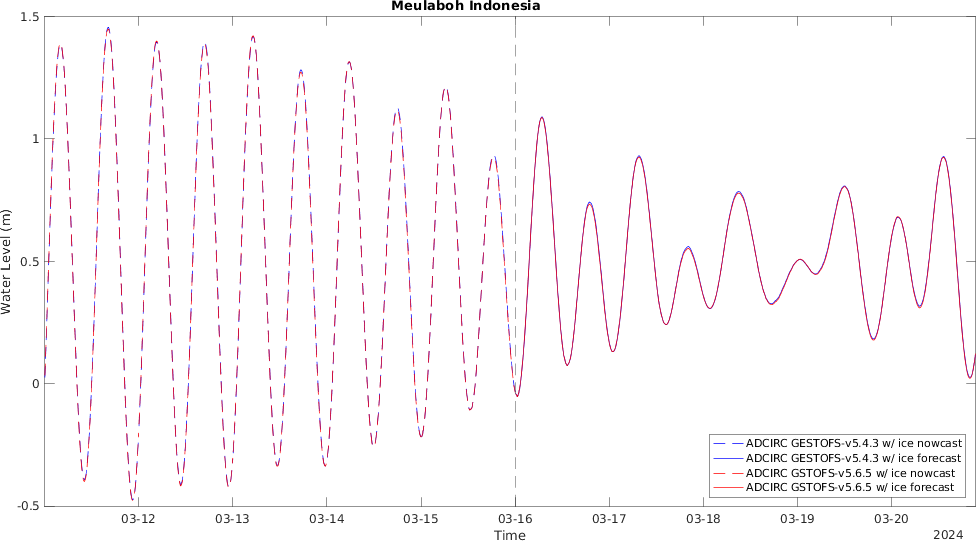 Meulaboh Indonesia
Water Level (m)
1.5
1
0.5
0
-0.5
03-12 03-13 03-14 03-15 03-16 03-17 03-18 03-19 03-20
Time
2024
ADCIRC GESTOFS-v5.4.3 w/ ice nowcast
ADCIRC GESTOFS-v5.4.3 w/ ice forecast
ADCIRC GSTOFS-v5.6.5 w/ ice nowcast
ADCIRC GSTOFS-v5.6.5 w/ ice forecast